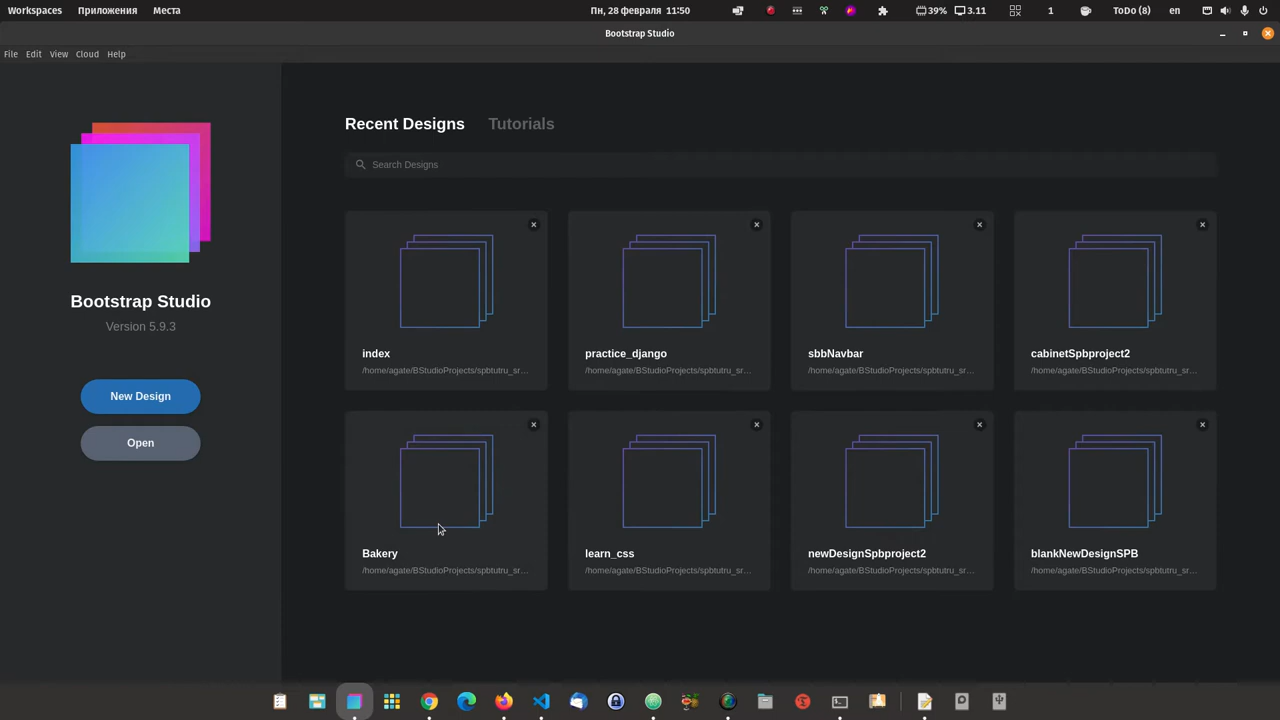 Workspaces Приложения Места Пн, 28 февраля 11:50 39% 3.11 1 ToDo (8) en
Bootstrap Studio
File Edit View Cloud Help
Recent Designs Tutorials
Search Designs
Bootstrap Studio
Version 5.9.3
New Design
Open
index
/home/agate/BStudioProjects/spbtutru_sr...
practice_django
/home/agate/BStudioProjects/spbtutru_sr...
sbbNavbar
/home/agate/BStudioProjects/spbtutru_sr...
cabinetSpbproject2
/home/agate/BStudioProjects/spbtutru_sr...
Bakery
/home/agate/BStudioProjects/spbtutru_sr...
learn_css
/home/agate/BStudioProjects/spbtutru_sr...
newDesignSpbproject2
/home/agate/BStudioProjects/spbtutru_sr...
blankNewDesignSPB
/home/agate/BStudioProjects/spbtutru_sr...